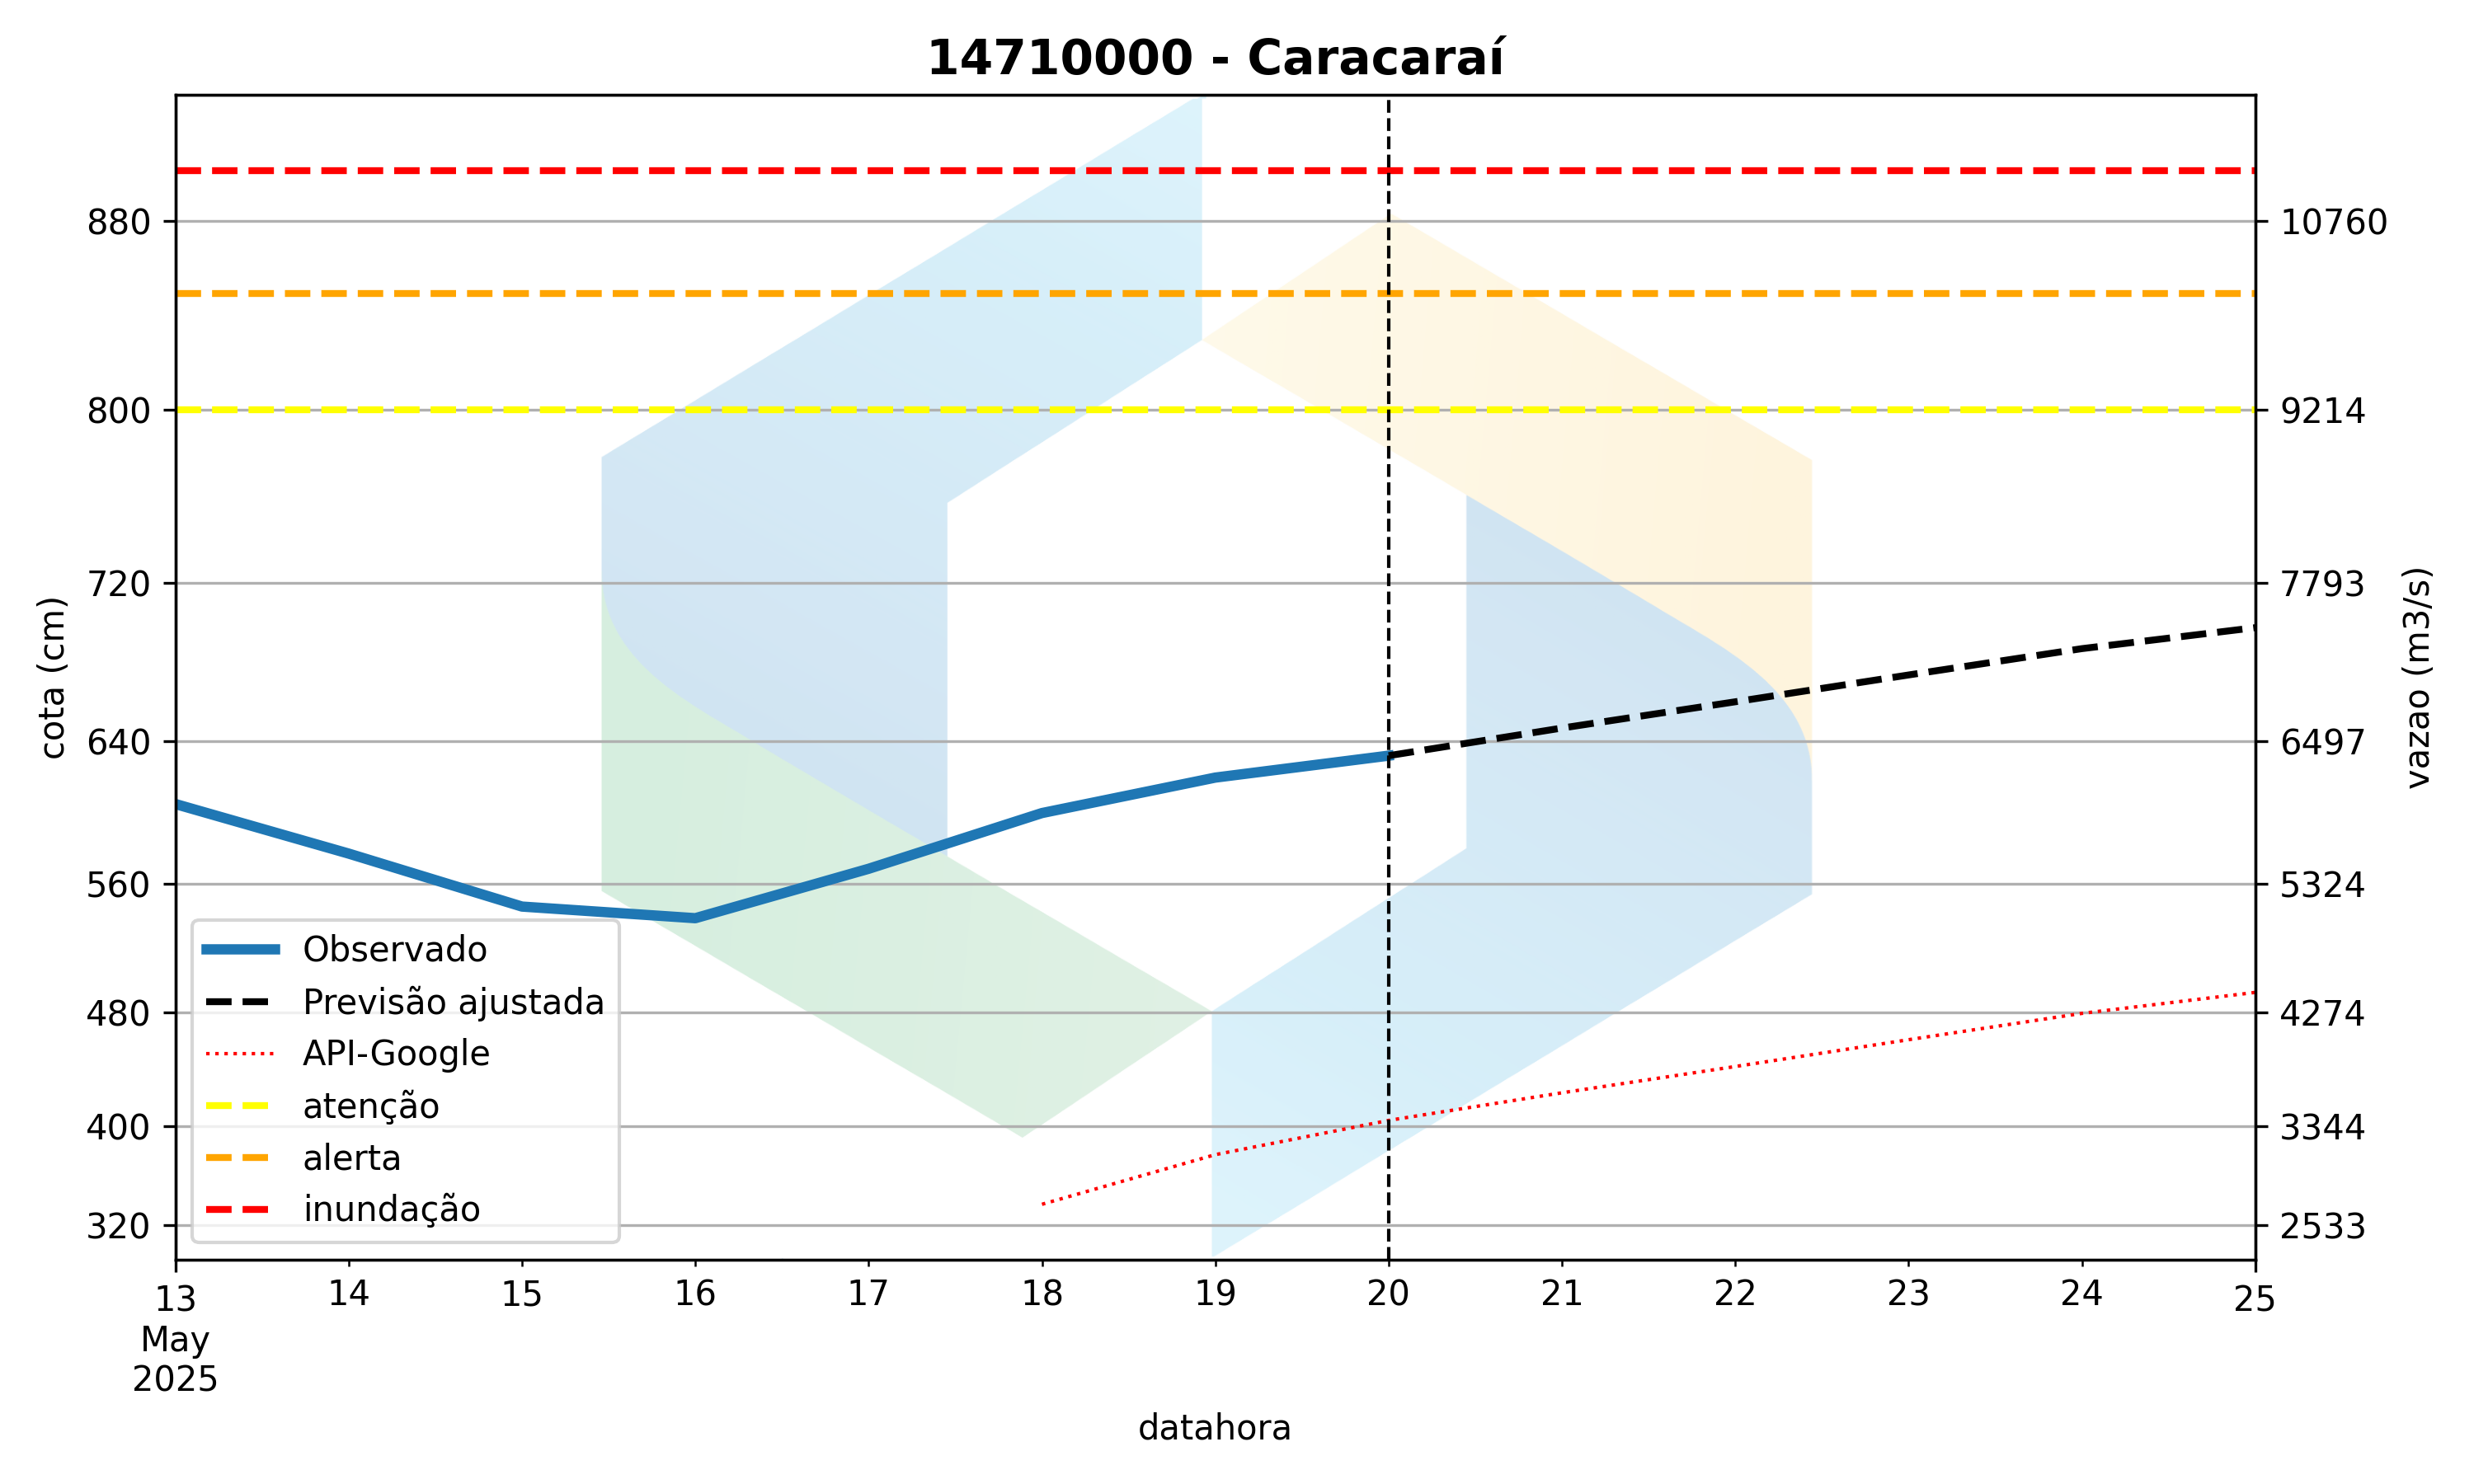 14710000 - Caracaraí
880
800
720
640
560
480
400
320
cota (cm)
10760
9214
7793
6497
5324
4274
3344
2533
vazao (m3/s)
Observado
Previsão ajustada
API-Google
atenção
alerta
inundação
13 14 15 16 17 18 19 20 21 22 23 24 25
May
2025
datahora